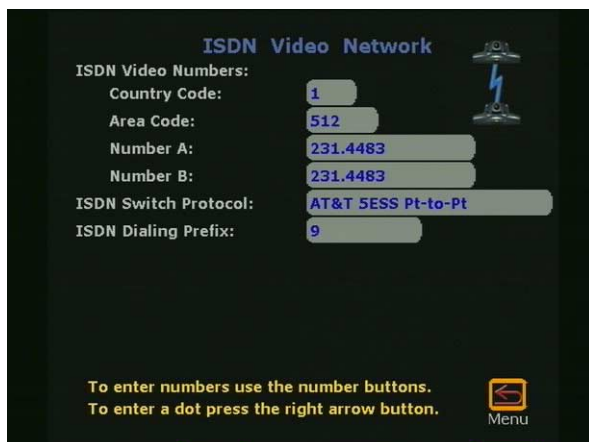 ISDN Video Network
ISDN Video Numbers:
Country Code: 1
Area Code: 512
Number A: 231.4483
Number B: 231.4483
ISDN Switch Protocol: AT&T 5ESS Pt-to-Pt
ISDN Dialing Prefix: 9
To enter numbers use the number buttons.
To enter a dot press the right arrow button.
Menu